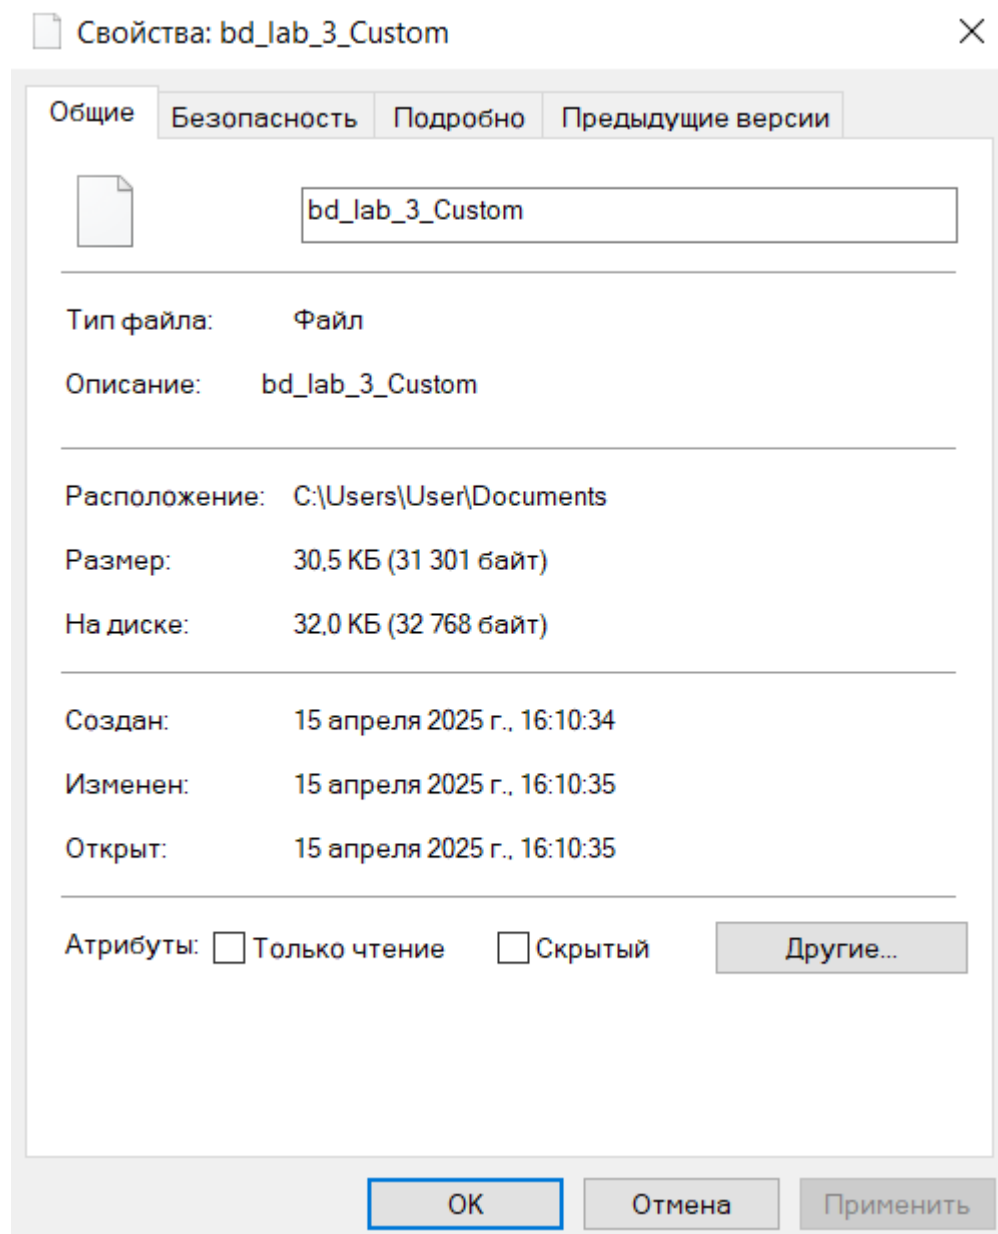 Свойства: bd_lab_3_Custom
Общие Безопасность Подробно Предыдущие версии
bd_lab_3_Custom
Тип файла: Файл
Описание: bd_lab_3_Custom
Расположение: C:\Users\User\Documents
Размер: 30,5 КБ (31 301 байт)
На диске: 32,0 КБ (32 768 байт)
Создан: 15 апреля 2025 г., 16:10:34
Изменен: 15 апреля 2025 г., 16:10:35
Открыт: 15 апреля 2025 г., 16:10:35
Атрибуты: Только чтение Скрытый Другие...
OK Отмена Применить